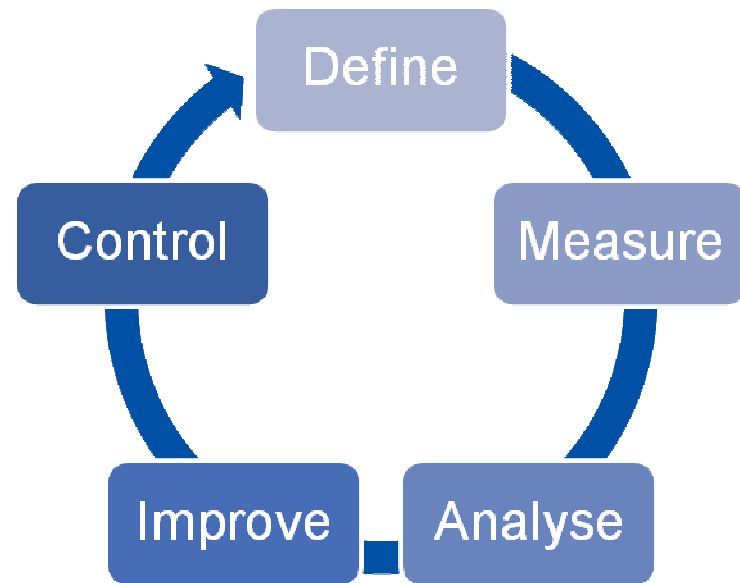 Define
Measure
Analyse
Improve
Control